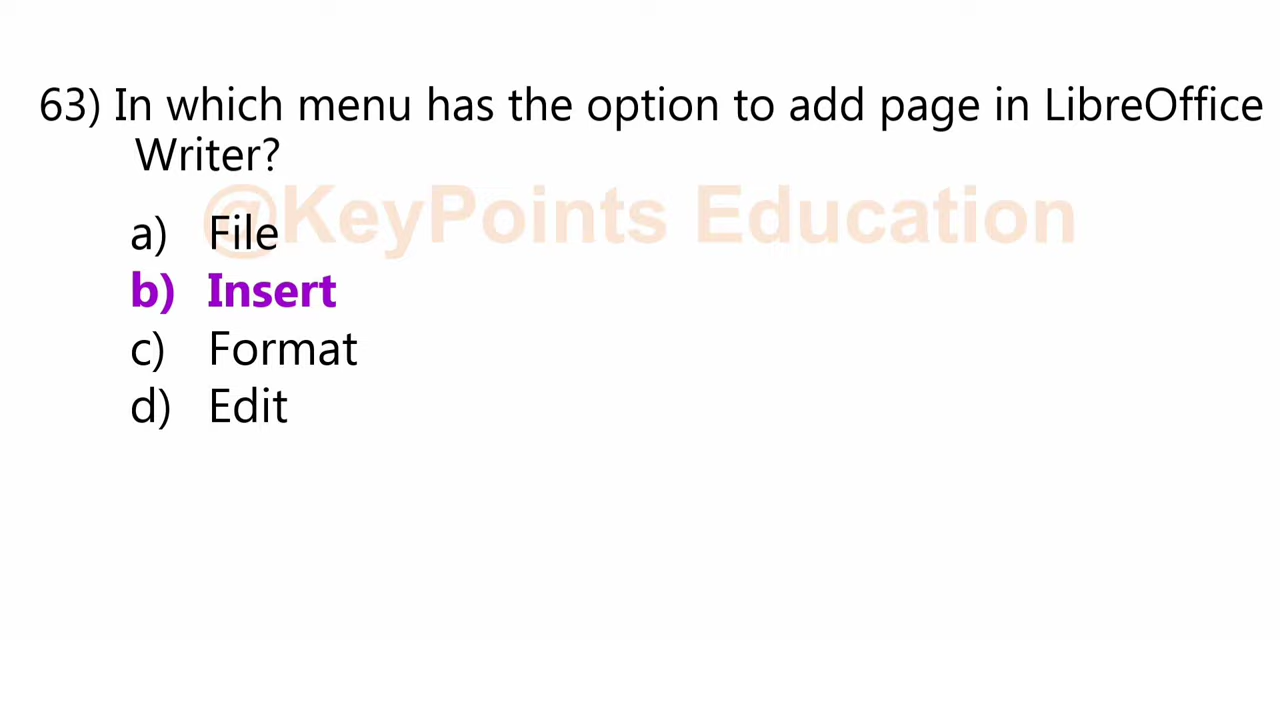 63) In which menu has the option to add page in LibreOffice
Writer?
@KeyPoints Education
a) File
b) Insert
c) Format
d) Edit